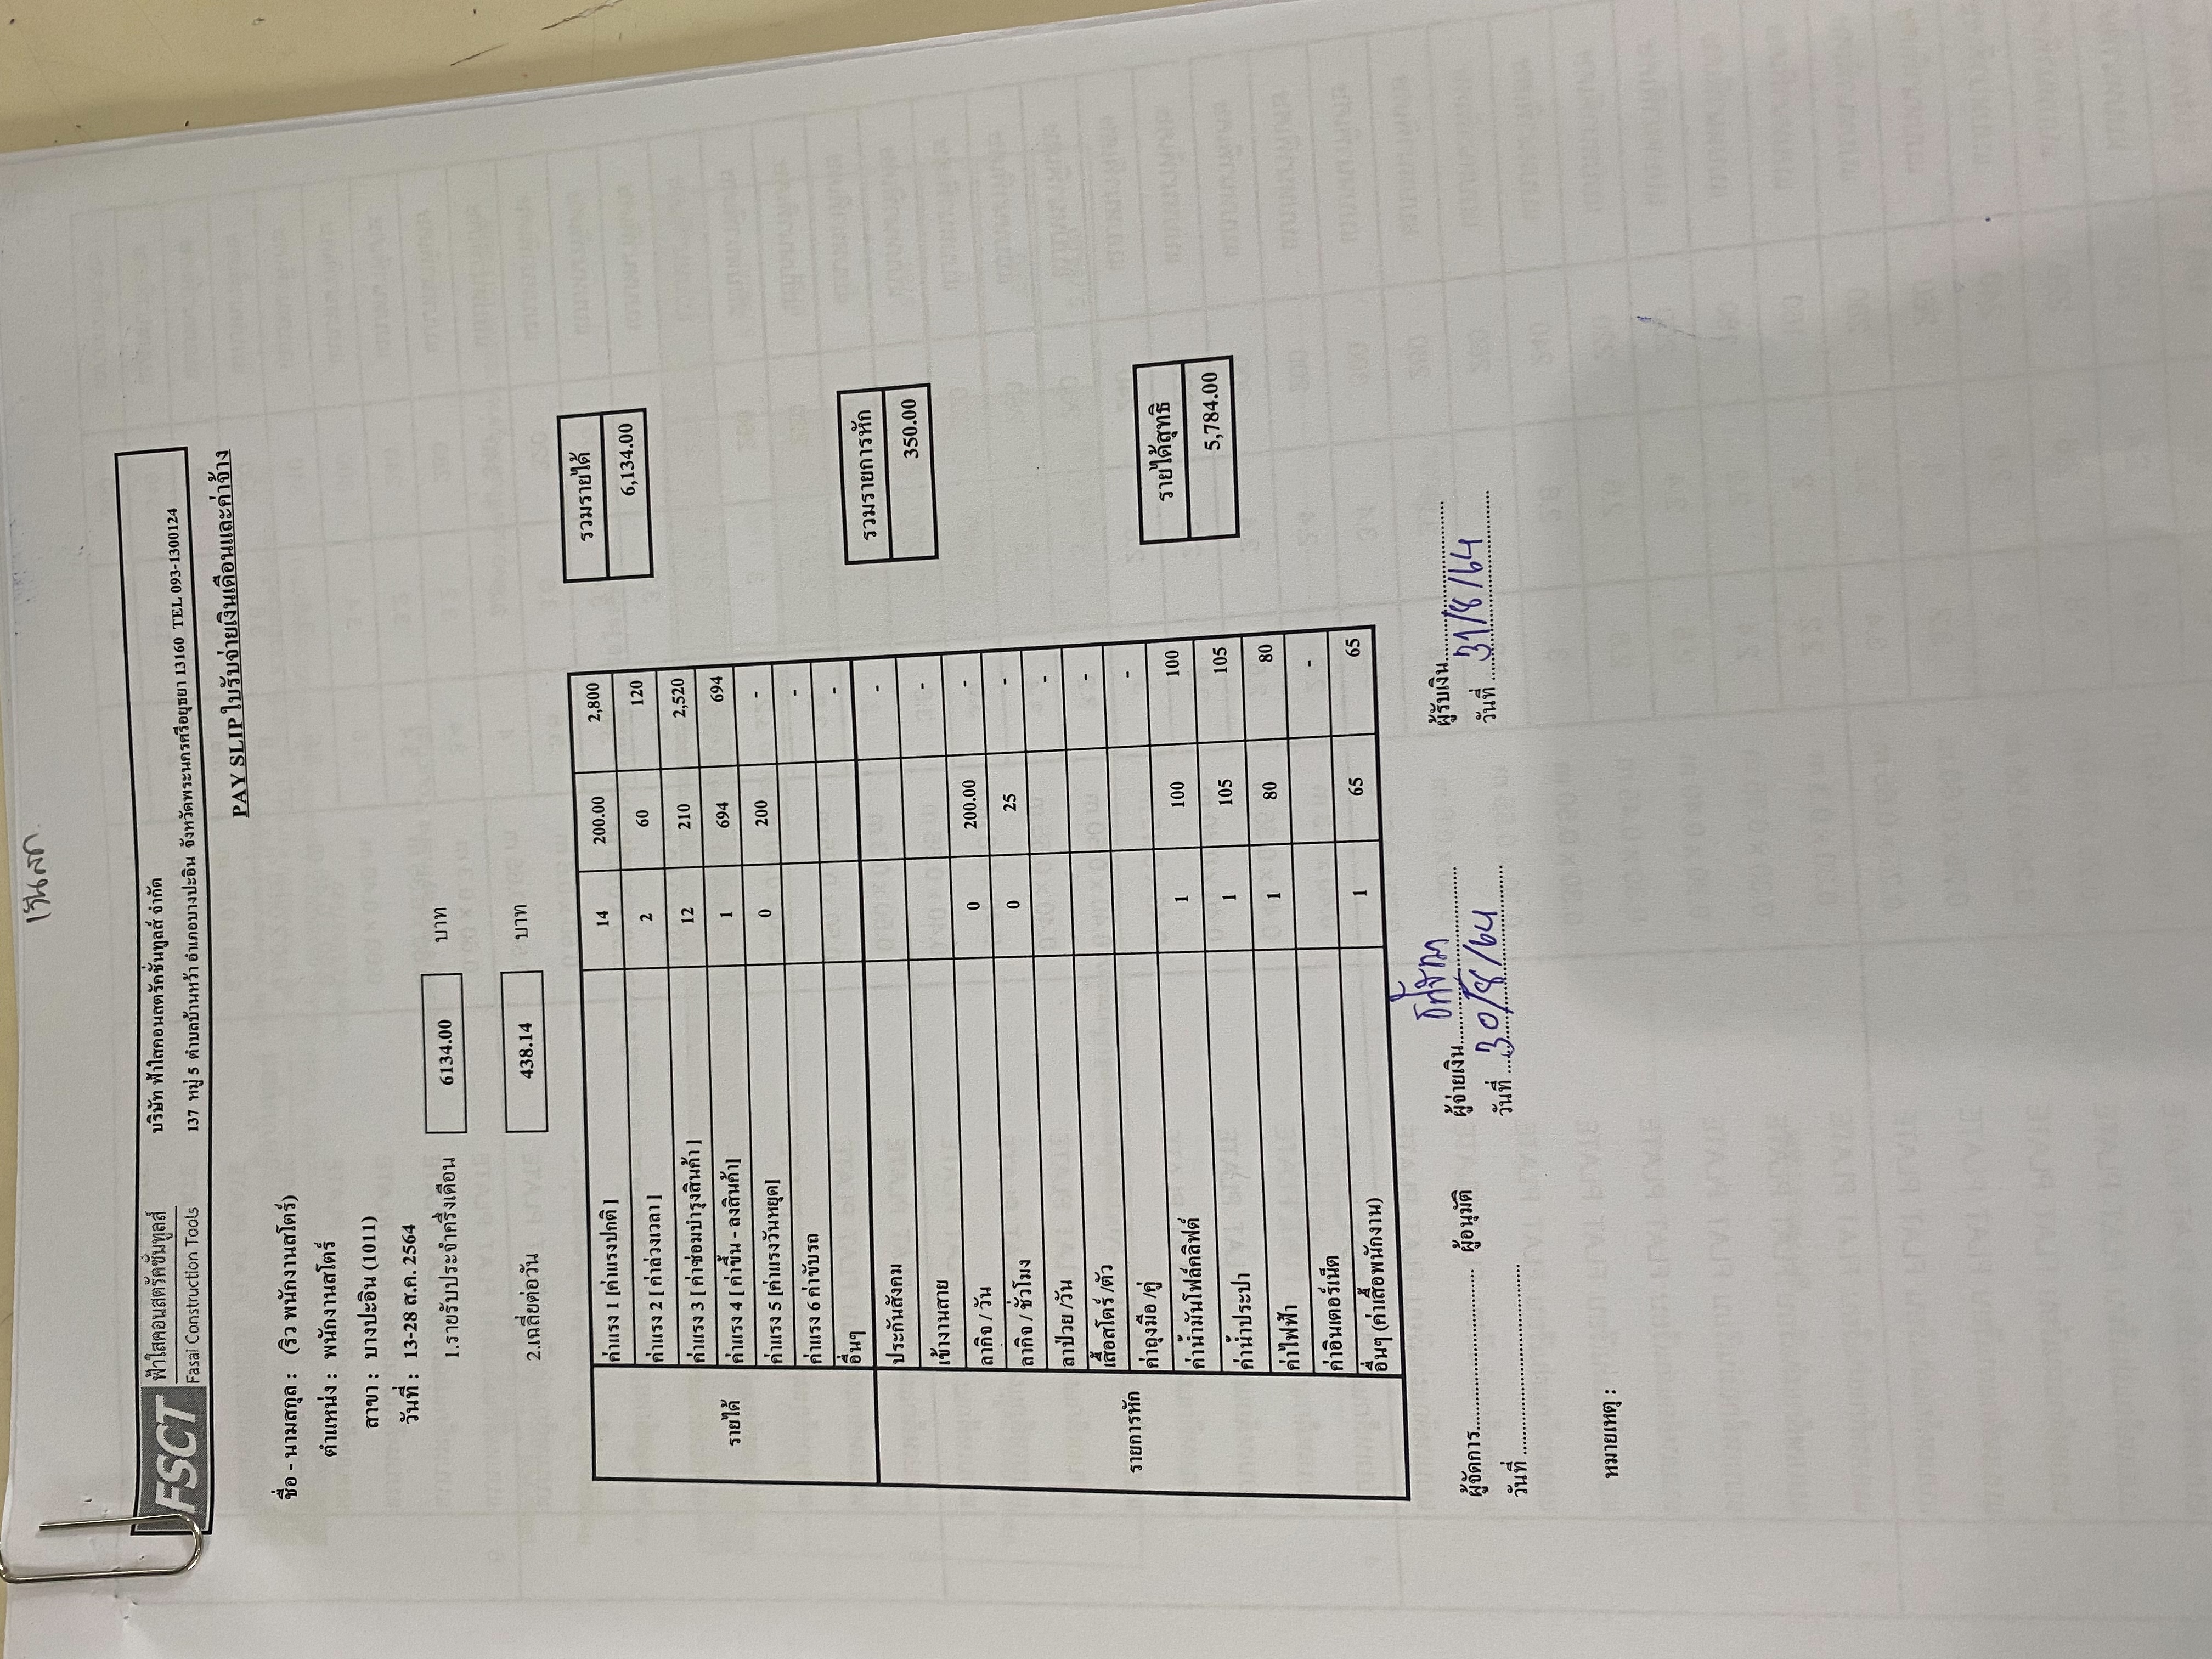 เงินสด
FSCT ฟ้าใสคอนสตรัคชั่นทูลส์
Fasai Construction Tools
บริษัท ฟ้าใสคอนสตรัคชั่นทูลส์ จำกัด
137 หมู่ 5 ตำบลบ้านหว้า อำเภอบางปะอิน จังหวัดพระนครศรีอยุธยา 13160 TEL 093-1300124
PAY SLIP ใบรับจ่ายเงินเดือนและค่าจ้าง
ชื่อ - นามสกุล : (ริว พนักงานสโตร์)
ตำแหน่ง : พนักงานสโตร์
สาขา : บางปะอิน (1011)
วันที่ : 13-28 ส.ค. 2564
1.รายรับประจำครึ่งเดือน 6134.00 บาท
2.เฉลี่ยต่อวัน 438.14 บาท
รายได้
ค่าแรง 1 [ค่าแรงปกติ ] 14 200.00 2,800
ค่าแรง 2 [ ค่าล่วงเวลา ] 2 60 120
ค่าแรง 3 [ ค่าซ่อมบำรุงสินค้า ] 12 210 2,520
ค่าแรง 4 [ ค่าขึ้น - ลงสินค้า] 1 694 694
ค่าแรง 5 [ค่าแรงวันหยุด] 0 200 -
ค่าแรง 6 ค่าขับรถ -
อื่นๆ -
รวมรายได้
6,134.00
รายการหัก
ประกันสังคม -
เข้างานสาย -
ลากิจ / วัน 0 200.00 -
ลากิจ / ชั่วโมง 0 25 -
ลาป่วย /วัน -
เสื้อสโตร์ /ตัว -
ค่าถุงมือ /คู่ -
ค่าน้ำมันโฟล์คลิฟต์ 1 100 100
ค่าน้ำประปา 1 105 105
ค่าไฟฟ้า 1 80 80
ค่าอินเตอร์เน็ต -
อื่นๆ (ค่าเสื้อพนักงาน) 1 65 65
รวมรายการหัก
350.00
รายได้สุทธิ
5,784.00
ผู้จัดการ.................................. ผู้อนุมัติ ผู้จ่ายเงิน.................................. ผู้รับเงิน..................................
วันที่ .................................. วันที่ 30/8/64 วันที่ 31/8/64
หมายเหตุ :